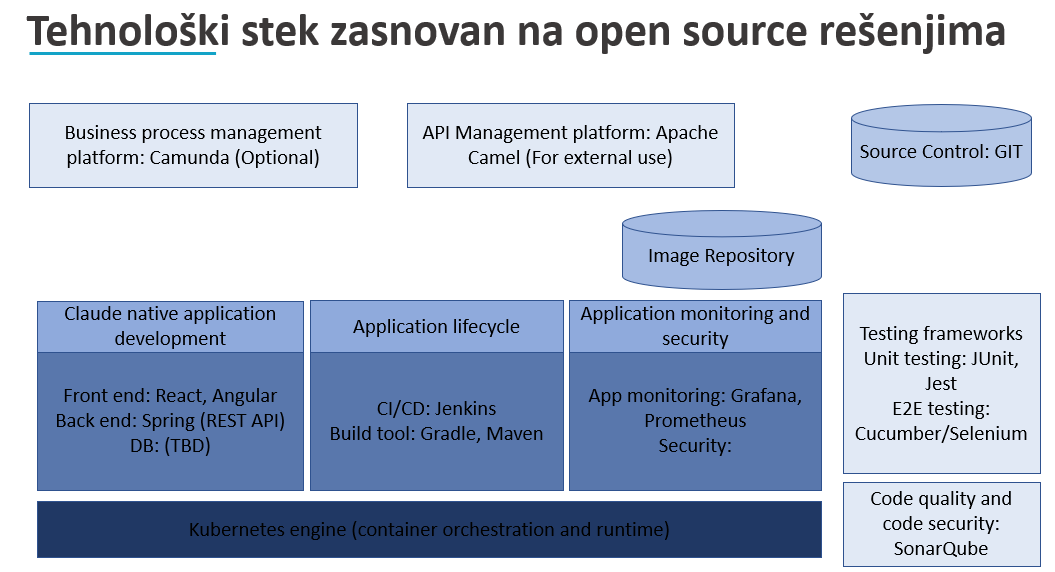 Tehnološki stek zasnovan na open source rešenjima
Business process management
platform: Camunda (Optional)
API Management platform: Apache
Camel (For external use)
Source Control: GIT
Image Repository
Claude native application
development
Front end: React, Angular
Back end: Spring (REST API)
DB: (TBD)
Application lifecycle
CI/CD: Jenkins
Build tool: Gradle, Maven
Application monitoring and
security
App monitoring: Grafana,
Prometheus
Security:
Testing frameworks
Unit testing: JUnit,
Jest
E2E testing:
Cucumber/Selenium
Kubernetes engine (container orchestration and runtime)
Code quality and
code security:
SonarQube